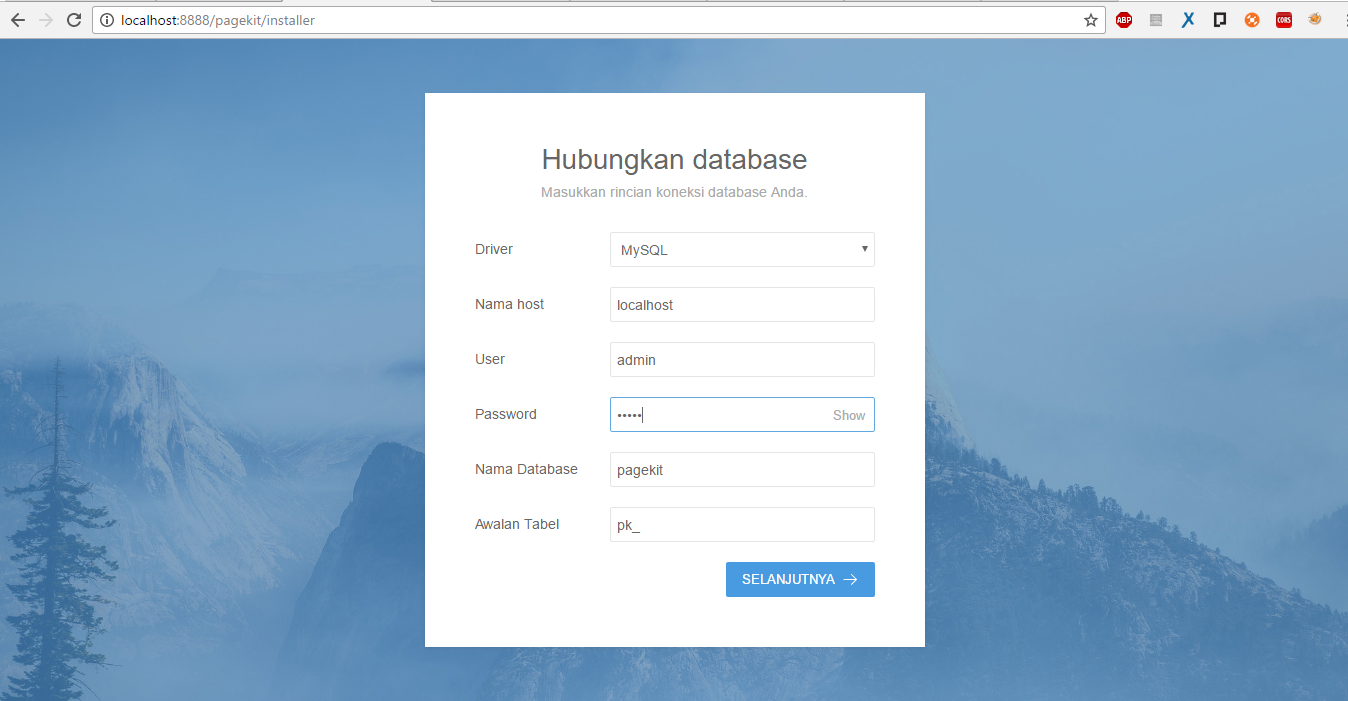 localhost:8888/pagekit/installer
ABP
CORS
Hubungkan database
Masukkan rincian koneksi database Anda.
Driver
MySQL
Nama host
localhost
User
admin
Password
•••••
Show
Nama Database
pagekit
Awalan Tabel
pk_
SELANJUTNYA